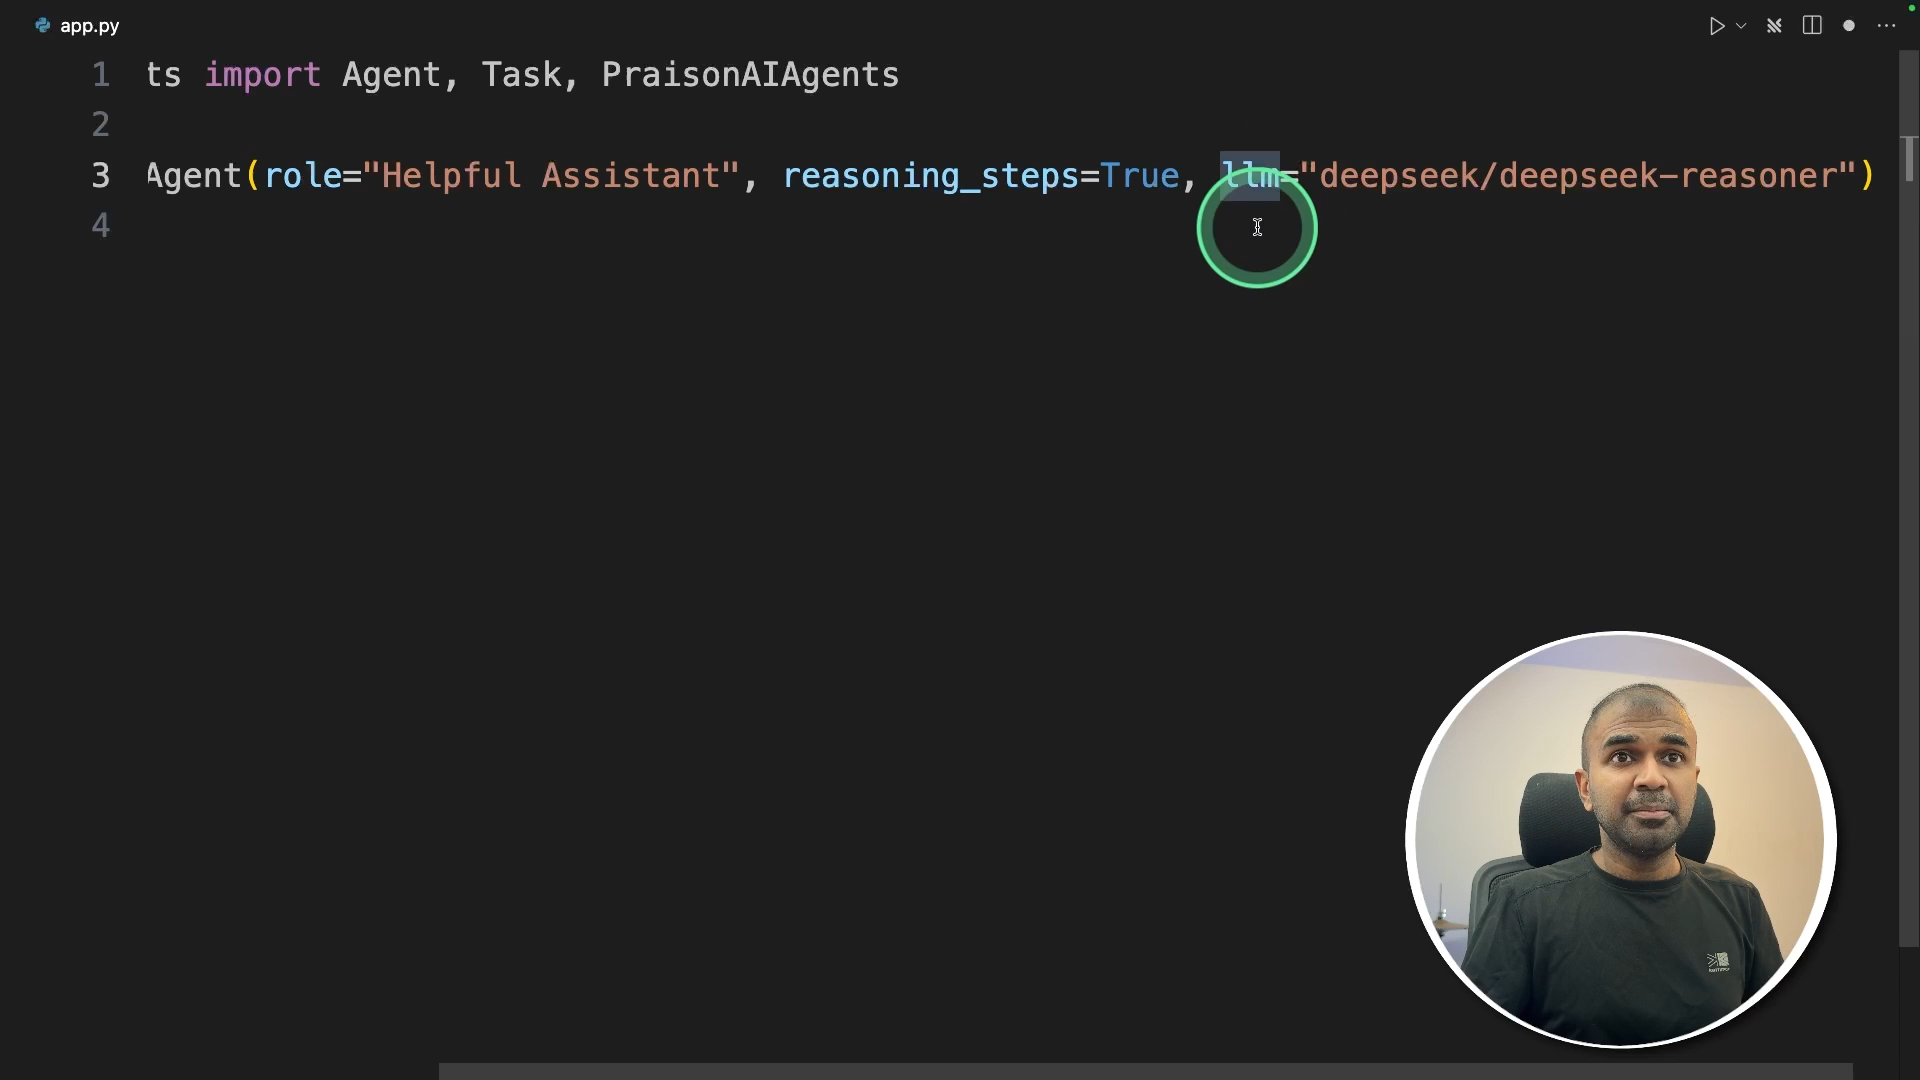 app.py
1 ts import Agent, Task, PraisonAIAgents
2
3 Agent(role="Helpful Assistant", reasoning_steps=True, llm="deepseek/deepseek-reasoner")
4